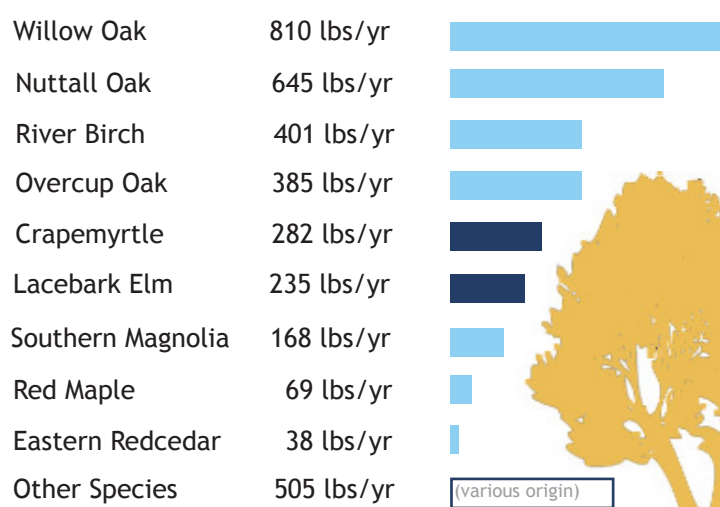 Willow Oak 810 lbs/yr
Nuttall Oak 645 lbs/yr
River Birch 401 lbs/yr
Overcup Oak 385 lbs/yr
Crapemyrtle 282 lbs/yr
Lacebark Elm 235 lbs/yr
Southern Magnolia 168 lbs/yr
Red Maple 69 lbs/yr
Eastern Redcedar 38 lbs/yr
Other Species 505 lbs/yr (various origin)